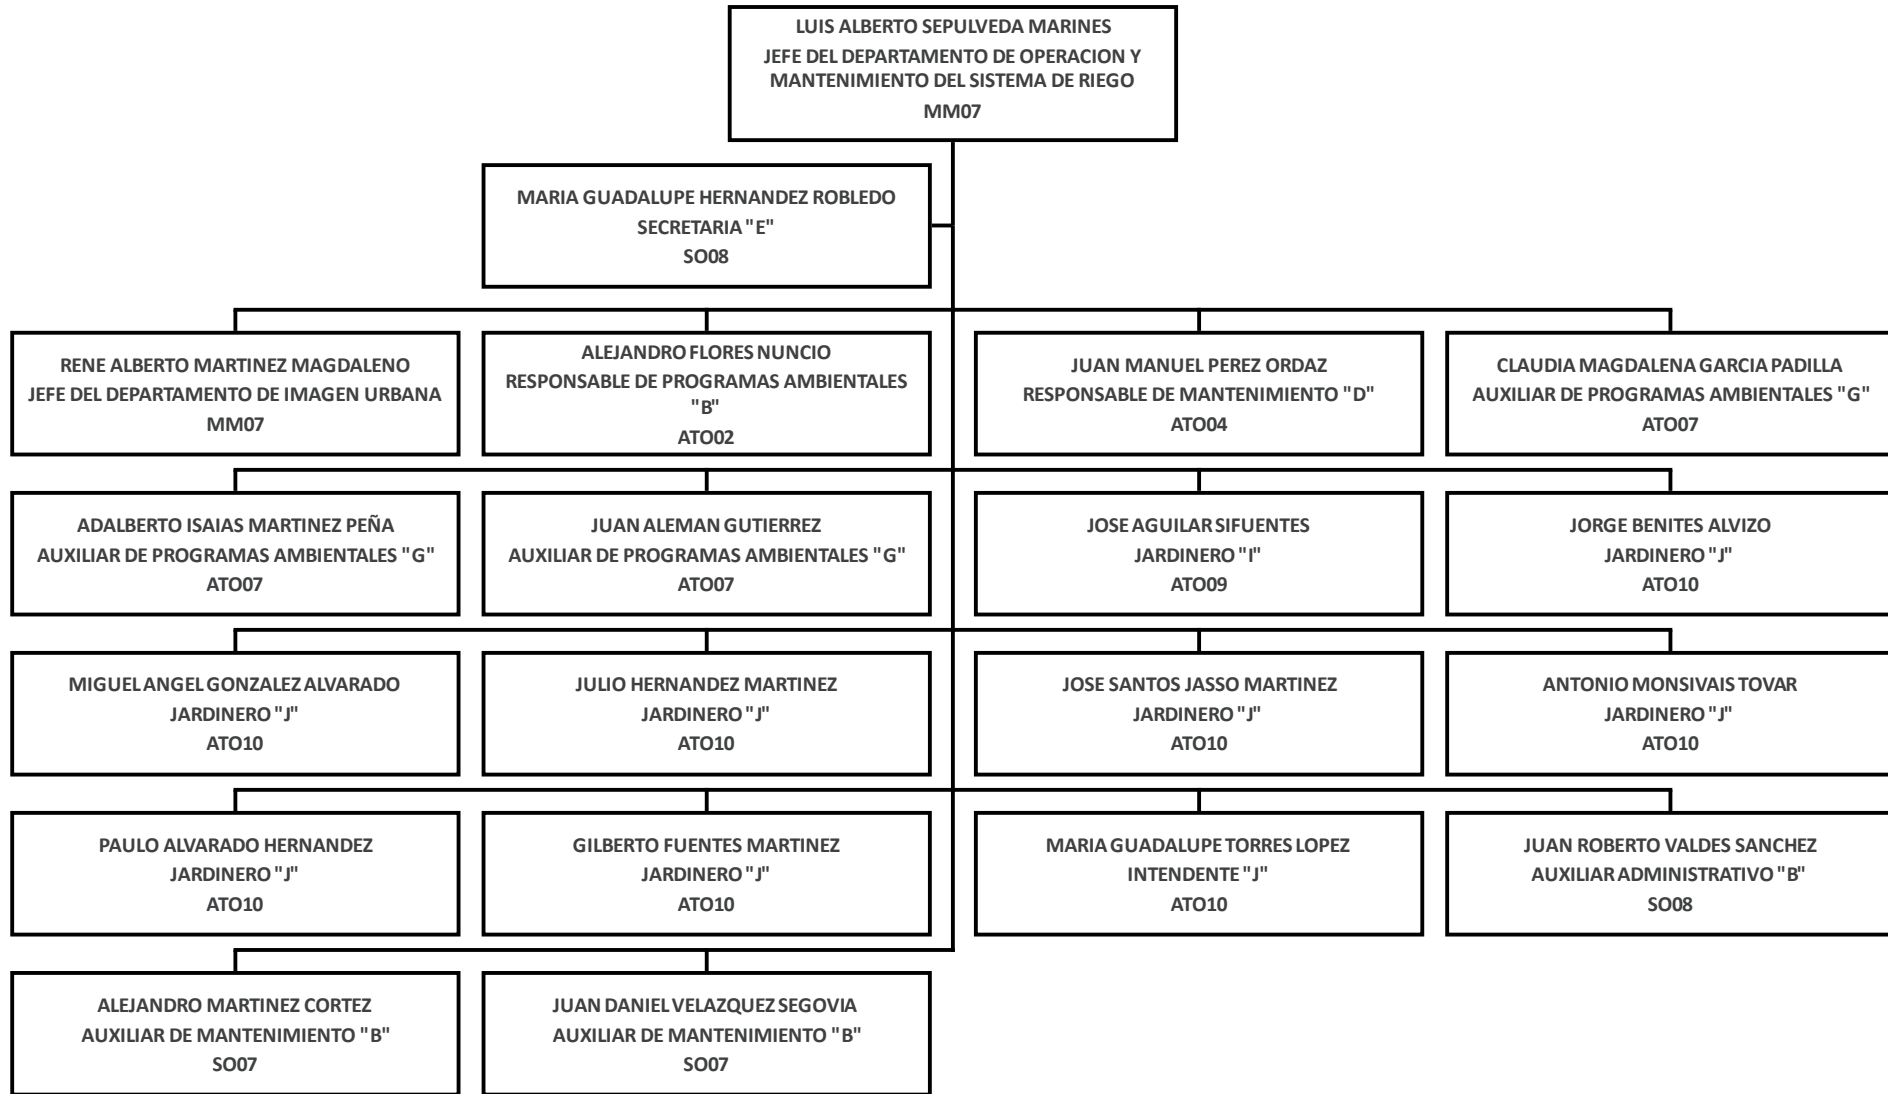 LUIS ALBERTO SEPULVEDA MARINES
JEFE DEL DEPARTAMENTO DE OPERACION Y
MANTENIMIENTO DEL SISTEMA DE RIEGO
MM07
MARIA GUADALUPE HERNANDEZ ROBLEDO
SECRETARIA "E"
SO08
RENE ALBERTO MARTINEZ MAGDALENO
JEFE DEL DEPARTAMENTO DE IMAGEN URBANA
MM07
ALEJANDRO FLORES NUNCIO
RESPONSABLE DE PROGRAMAS AMBIENTALES
"B"
ATO02
JUAN MANUEL PEREZ ORDAZ
RESPONSABLE DE MANTENIMIENTO "D"
ATO04
CLAUDIA MAGDALENA GARCIA PADILLA
AUXILIAR DE PROGRAMAS AMBIENTALES "G"
ATO07
ADALBERTO ISAIAS MARTINEZ PEÑA
AUXILIAR DE PROGRAMAS AMBIENTALES "G"
ATO07
JUAN ALEMAN GUTIERREZ
AUXILIAR DE PROGRAMAS AMBIENTALES "G"
ATO07
JOSE AGUILAR SIFUENTES
JARDINERO "I"
ATO09
JORGE BENITES ALVIZO
JARDINERO "J"
ATO10
MIGUEL ANGEL GONZALEZ ALVARADO
JARDINERO "J"
ATO10
JULIO HERNANDEZ MARTINEZ
JARDINERO "J"
ATO10
JOSE SANTOS JASSO MARTINEZ
JARDINERO "J"
ATO10
ANTONIO MONSIVAIS TOVAR
JARDINERO "J"
ATO10
PAULO ALVARADO HERNANDEZ
JARDINERO "J"
ATO10
GILBERTO FUENTES MARTINEZ
JARDINERO "J"
ATO10
MARIA GUADALUPE TORRES LOPEZ
INTENDENTE "J"
ATO10
JUAN ROBERTO VALDES SANCHEZ
AUXILIAR ADMINISTRATIVO "B"
SO08
ALEJANDRO MARTINEZ CORTEZ
AUXILIAR DE MANTENIMIENTO "B"
SO07
JUAN DANIEL VELAZQUEZ SEGOVIA
AUXILIAR DE MANTENIMIENTO "B"
SO07